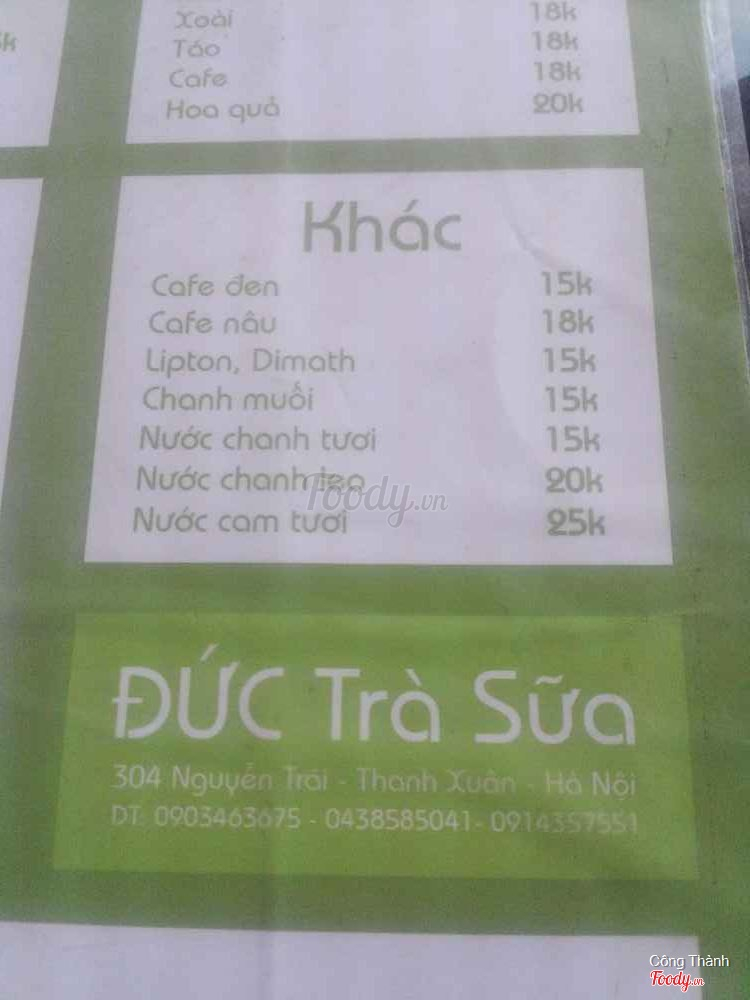 k
Xoài 18k
Táo 18k
Cafe 18k
Hoa quả 20k
Khác
Cafe đen 15k
Cafe nâu 18k
Lipton, Dimath 15k
Chanh muối 15k
Nước chanh tươi 15k
Nước chanh leo 20k
Nước cam tươi 25k
Foody.vn
ĐỨC Trà Sữa
304 Nguyễn Trãi - Thanh Xuân - Hà Nội
DT: 0903463675 - 0438585041- 0914357551
Công Thành
Foody.vn